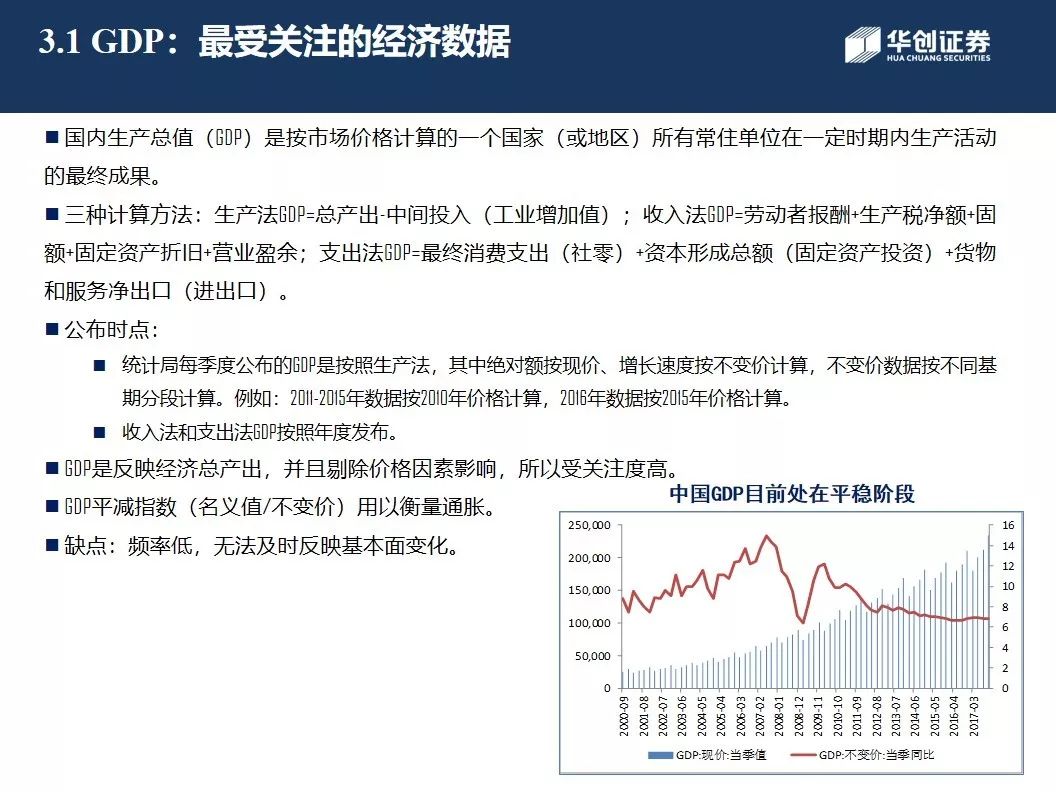 3.1 GDP：最受关注的经济数据
华创证券
HUA CHUANG SECURITIES
■ 国内生产总值（GDP）是按市场价格计算的一个国家（或地区）所有常住单位在一定时期内生产活动
的最终成果。
■ 三种计算方法：生产法GDP=总产出-中间投入（工业增加值）；收入法GDP=劳动者报酬+生产税净额+固
额+固定资产折旧+营业盈余；支出法GDP=最终消费支出（社零）+资本形成总额（固定资产投资）+货物
和服务净出口（进出口）。
■ 公布时点：
■ 统计局每季度公布的GDP是按照生产法，其中绝对额按现价、增长速度按不变价计算，不变价数据按不同基
期分段计算。例如：2011-2015年数据按2010年价格计算，2016年数据按2015年价格计算。
■ 收入法和支出法GDP按照年度发布。
■ GDP是反映经济总产出，并且剔除价格因素影响，所以受关注度高。
■ GDP平减指数（名义值/不变价）用以衡量通胀。
■ 缺点：频率低，无法及时反映基本面变化。
中国GDP目前处在平稳阶段
250,000
200,000
150,000
100,000
50,000
0
16
14
12
10
8
6
4
2
0
2000-09
2001-08
2002-07
2003-06
2004-05
2005-04
2006-03
2007-02
2008-01
2008-12
2009-11
2010-10
2011-09
2012-08
2013-07
2014-06
2015-05
2016-04
2017-03
GDP:现价:当季值
GDP:不变价:当季同比